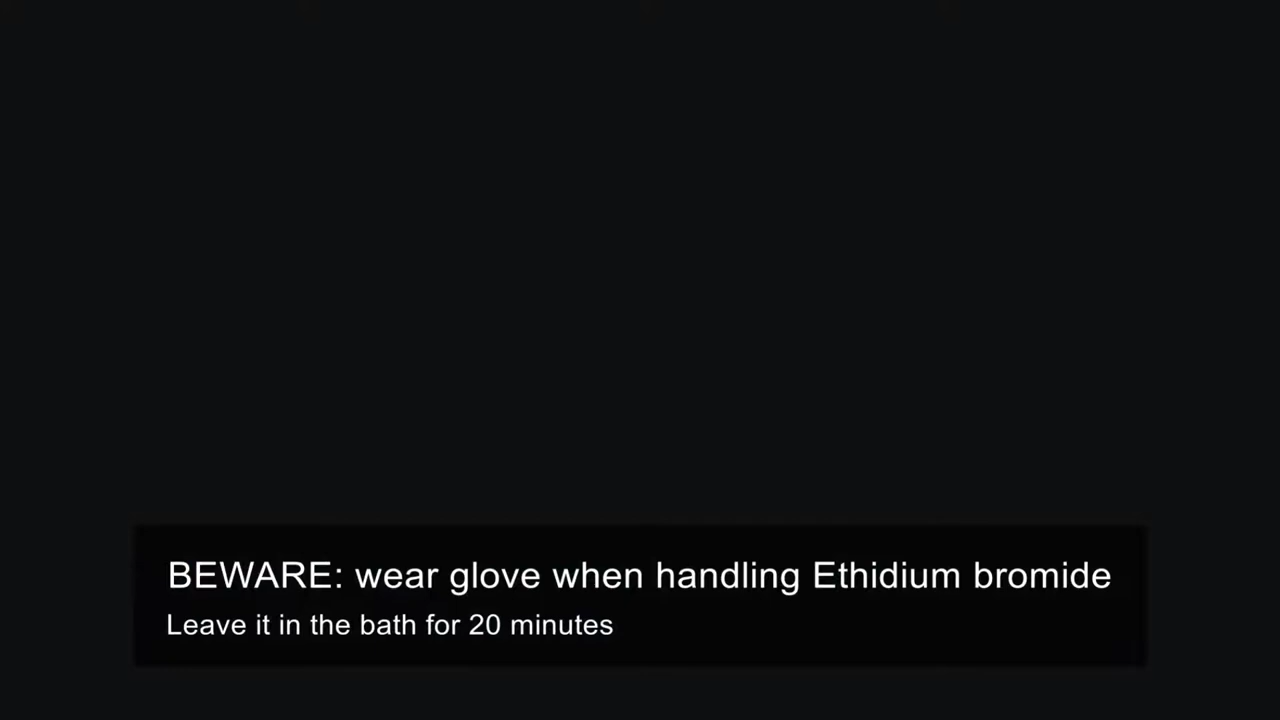 BEWARE: wear glove when handling Ethidium bromide
Leave it in the bath for 20 minutes